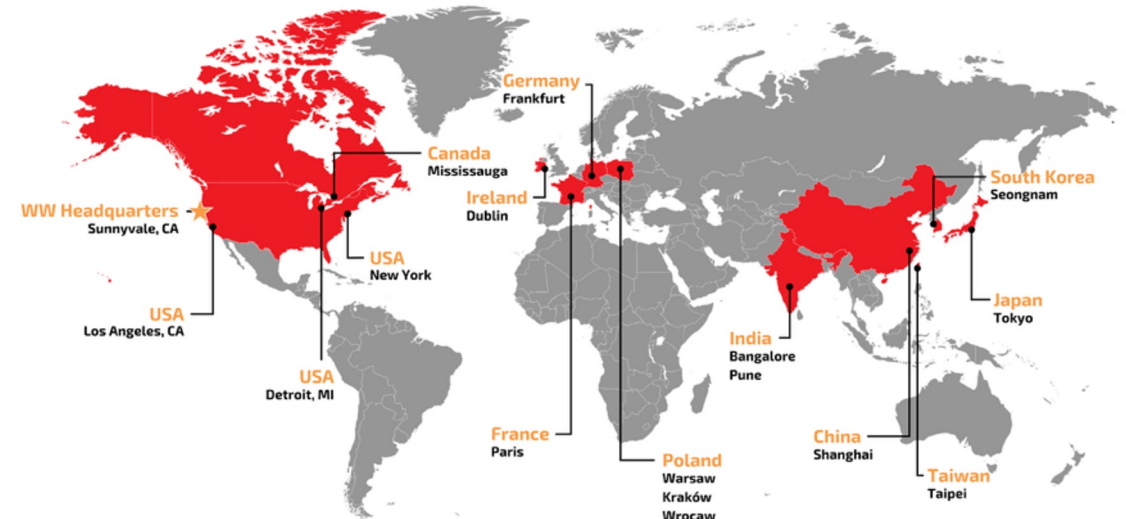 Germany
Frankfurt
Canada
Mississauga
South Korea
Seongnam
Ireland
Dublin
WW Headquarters
Sunnyvale, CA
USA
New York
Japan
Tokyo
USA
Los Angeles, CA
India
Bangalore
Pune
USA
Detroit, MI
France
Paris
China
Shanghai
Poland
Warsaw
Kraków
Wrocaw
Taiwan
Taipei